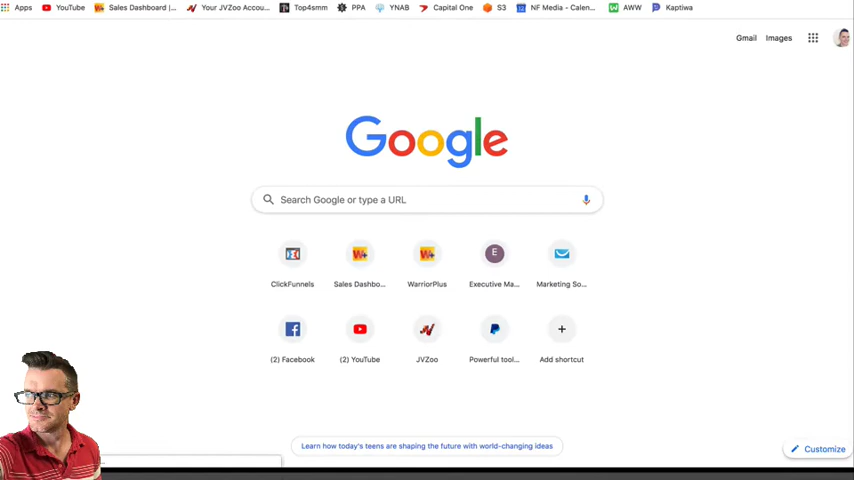 Apps YouTube Sales Dashboard |... Your JVZoo Accou... Top4smm PPA YNAB Capital One S3 NF Media - Calen... AWW Kaptiwa
Gmail Images
Google
Search Google or type a URL
E
ClickFunnels Sales Dashbo... WarriorPlus Executive Ma... Marketing So...
(2) Facebook (2) YouTube JVZoo Powerful tool... Add shortcut
Learn how today's teens are shaping the future with world-changing ideas
Customize